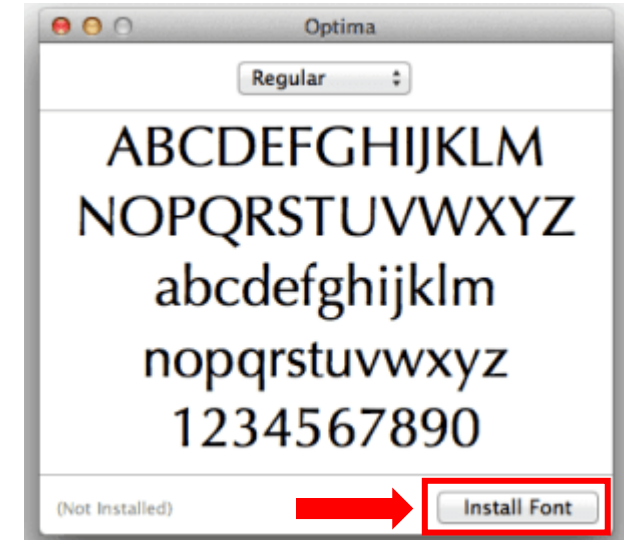 Optima
Regular
ABCDEFGHIJKLM
NOPQRSTUVWXYZ
abcdefghijklm
nopqrstuvwxyz
1234567890
(Not Installed)
Install Font